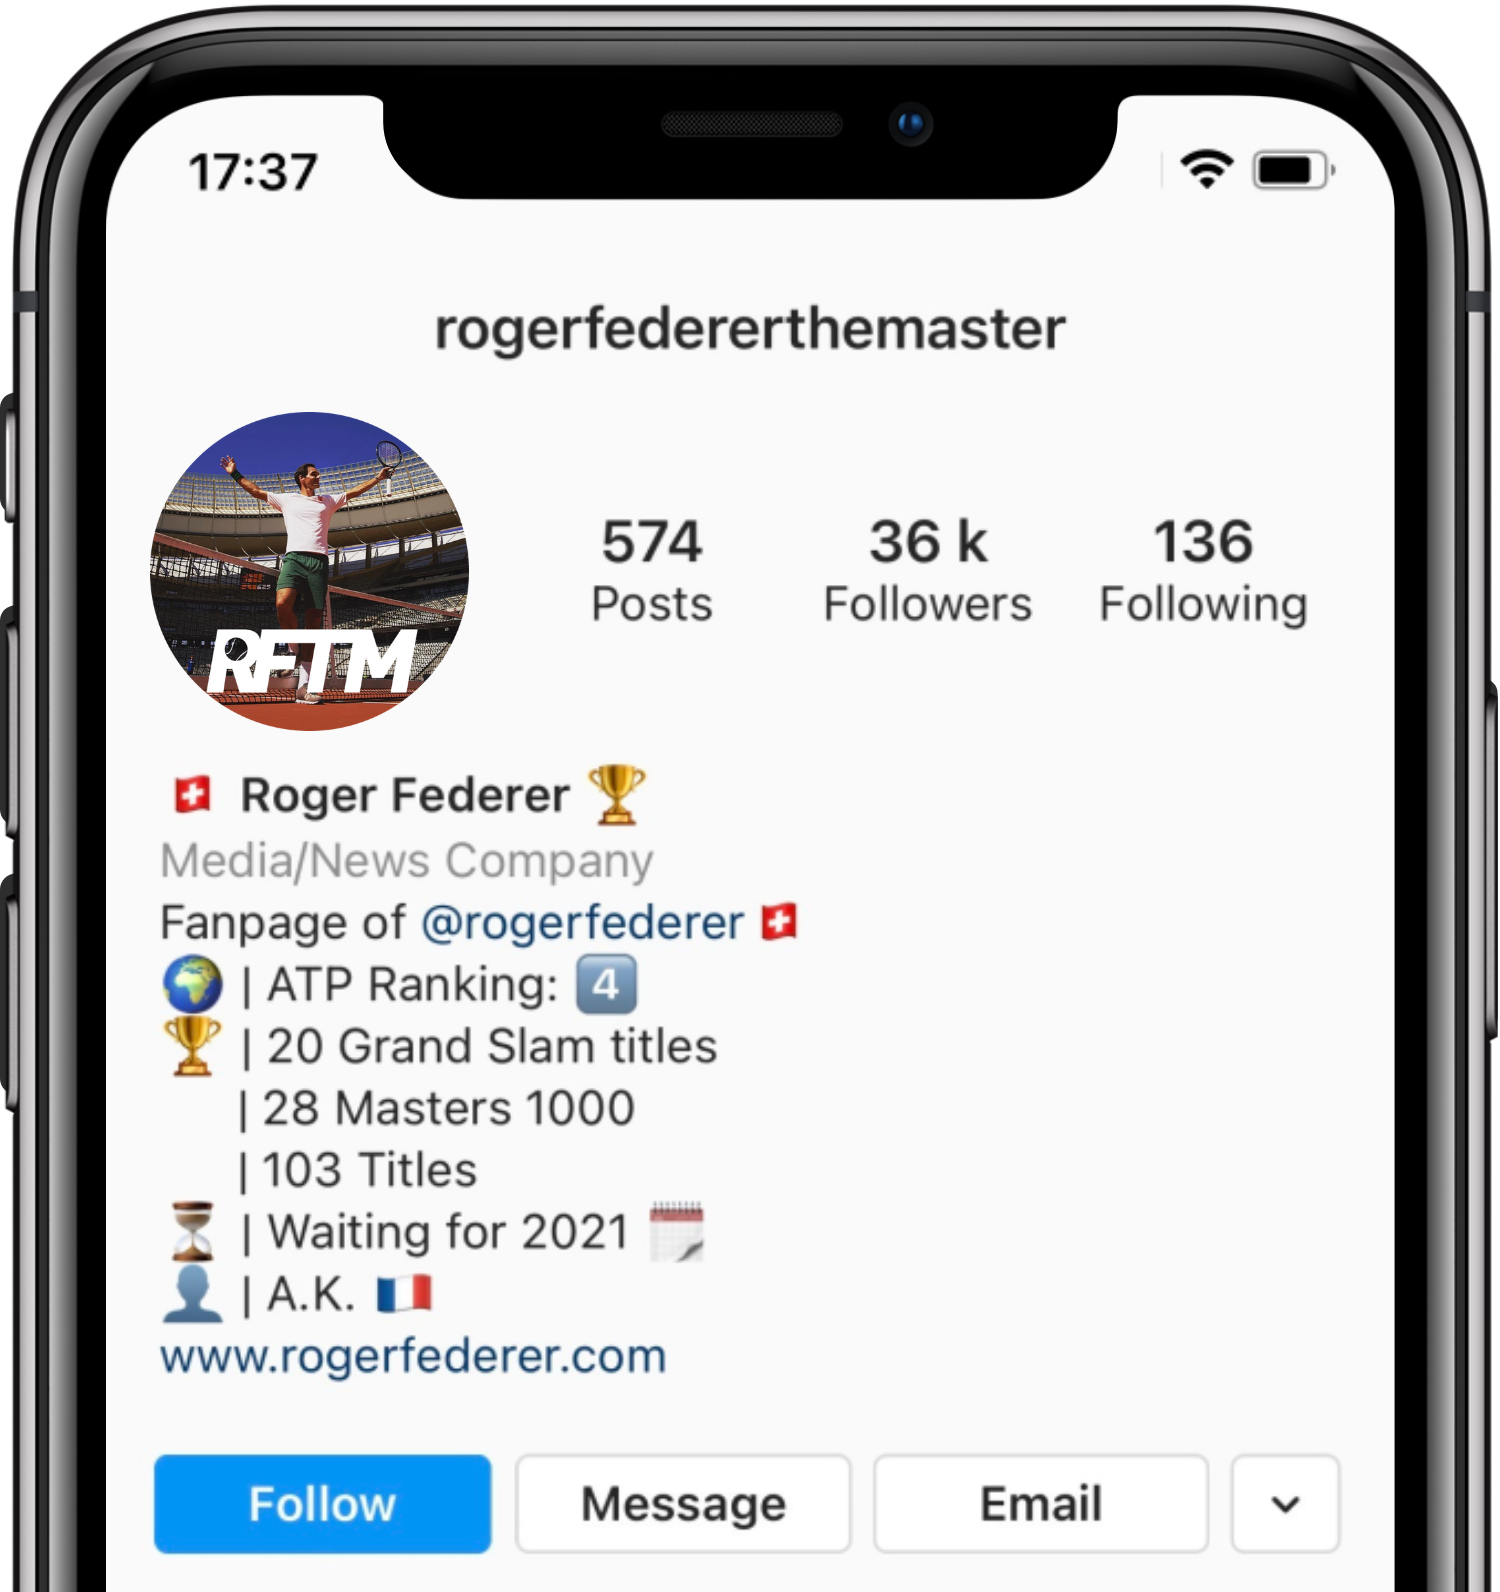 17:37
rogerfederer​themaster
RFTM
574 36 k 136
Posts Followers Following
🇨🇭 Roger Federer 🏆
Media/News Company
Fanpage of @rogerfederer 🇨🇭
🌍 | ATP Ranking: 4️⃣
🏆 | 20 Grand Slam titles
| 28 Masters 1000
| 103 Titles
⏳ | Waiting for 2021 🗓
👤 | A.K. 🇫🇷
www.rogerfederer.com
Follow Message Email